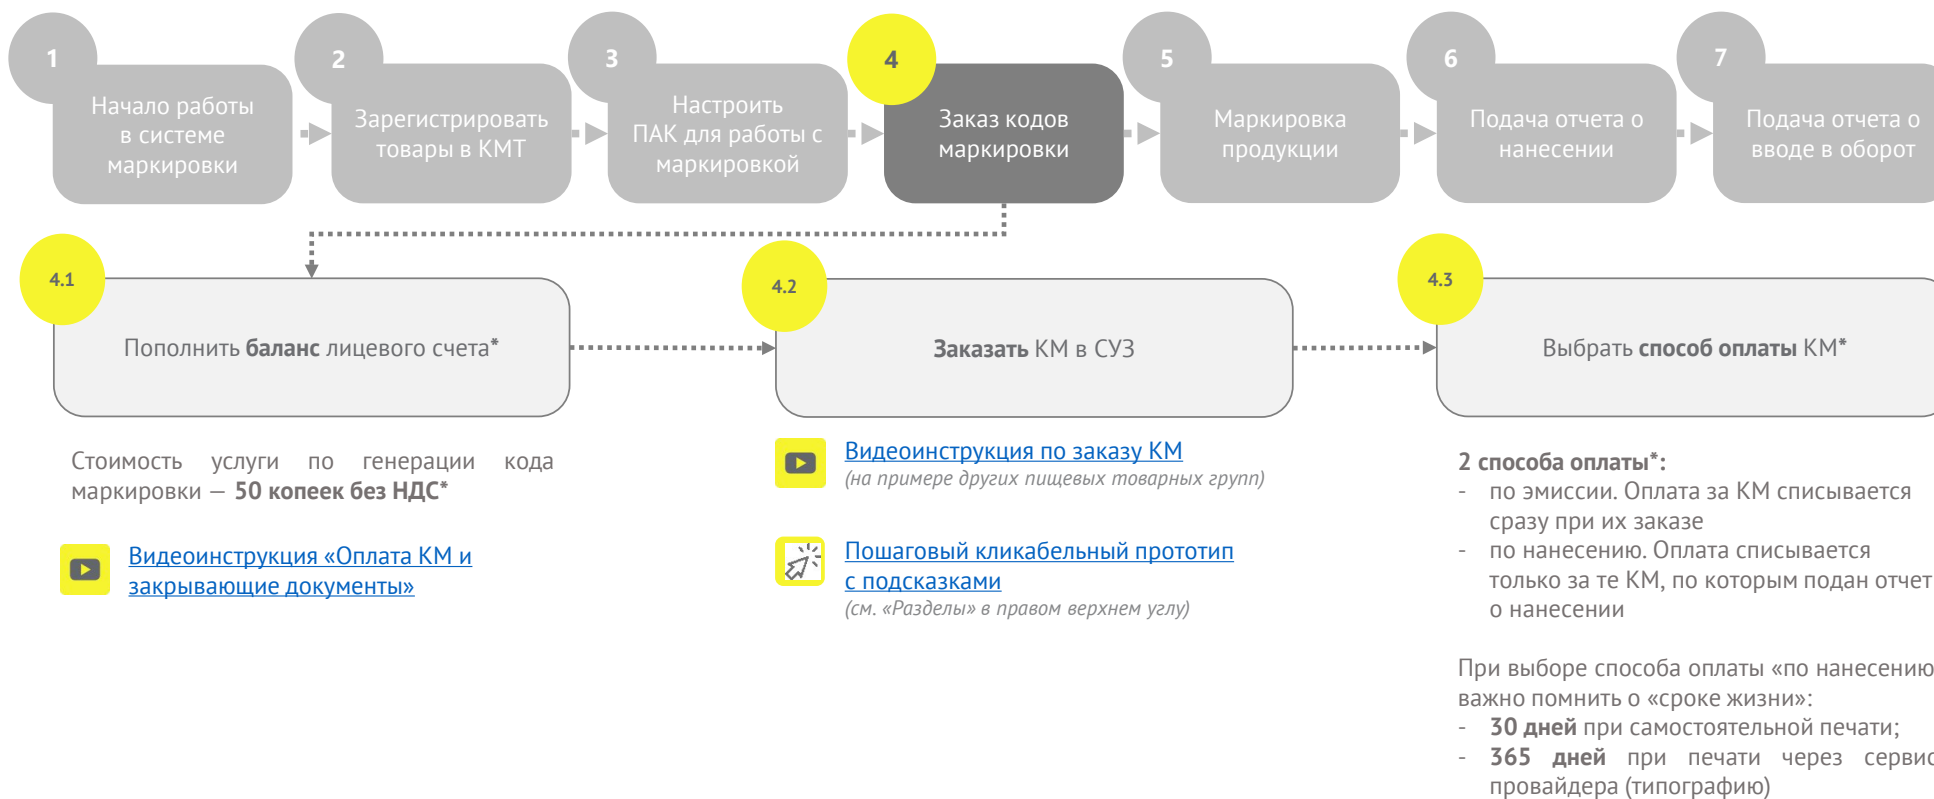 1
Начало работы
в системе
маркировки
2
Зарегистрировать
товары в КМТ
3
Настроить
ПАК для работы с
маркировкой
4
Заказ кодов
маркировки
5
Маркировка
продукции
6
Подача отчета о
нанесении
7
Подача отчета о
вводе в оборот
4.1
Пополнить баланс лицевого счета*
4.2
Заказать КМ в СУЗ
4.3
Выбрать способ оплаты КМ*
Стоимость услуги по генерации кода
маркировки — 50 копеек без НДС*
Видеоинструкция «Оплата КМ и
закрывающие документы»
Видеоинструкция по заказу КМ
(на примере других пищевых товарных групп)
Пошаговый кликабельный прототип
с подсказками
(см. «Разделы» в правом верхнем углу)
2 способа оплаты*:
- по эмиссии. Оплата за КМ списывается
сразу при их заказе
- по нанесению. Оплата списывается
только за те КМ, по которым подан отчет
о нанесении
При выборе способа оплаты «по нанесению
важно помнить о «сроке жизни»:
- 30 дней при самостоятельной печати;
- 365 дней при печати через сервис
провайдера (типографию)